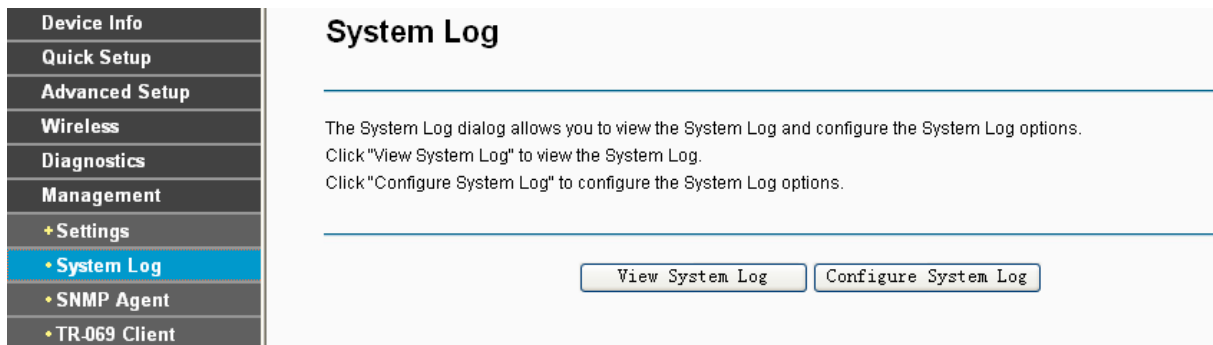 Device Info
Quick Setup
Advanced Setup
Wireless
Diagnostics
Management
+Settings
•System Log
•SNMP Agent
•TR-069 Client
System Log
The System Log dialog allows you to view the System Log and configure the System Log options.
Click "View System Log" to view the System Log.
Click "Configure System Log" to configure the System Log options.
View System Log
Configure System Log